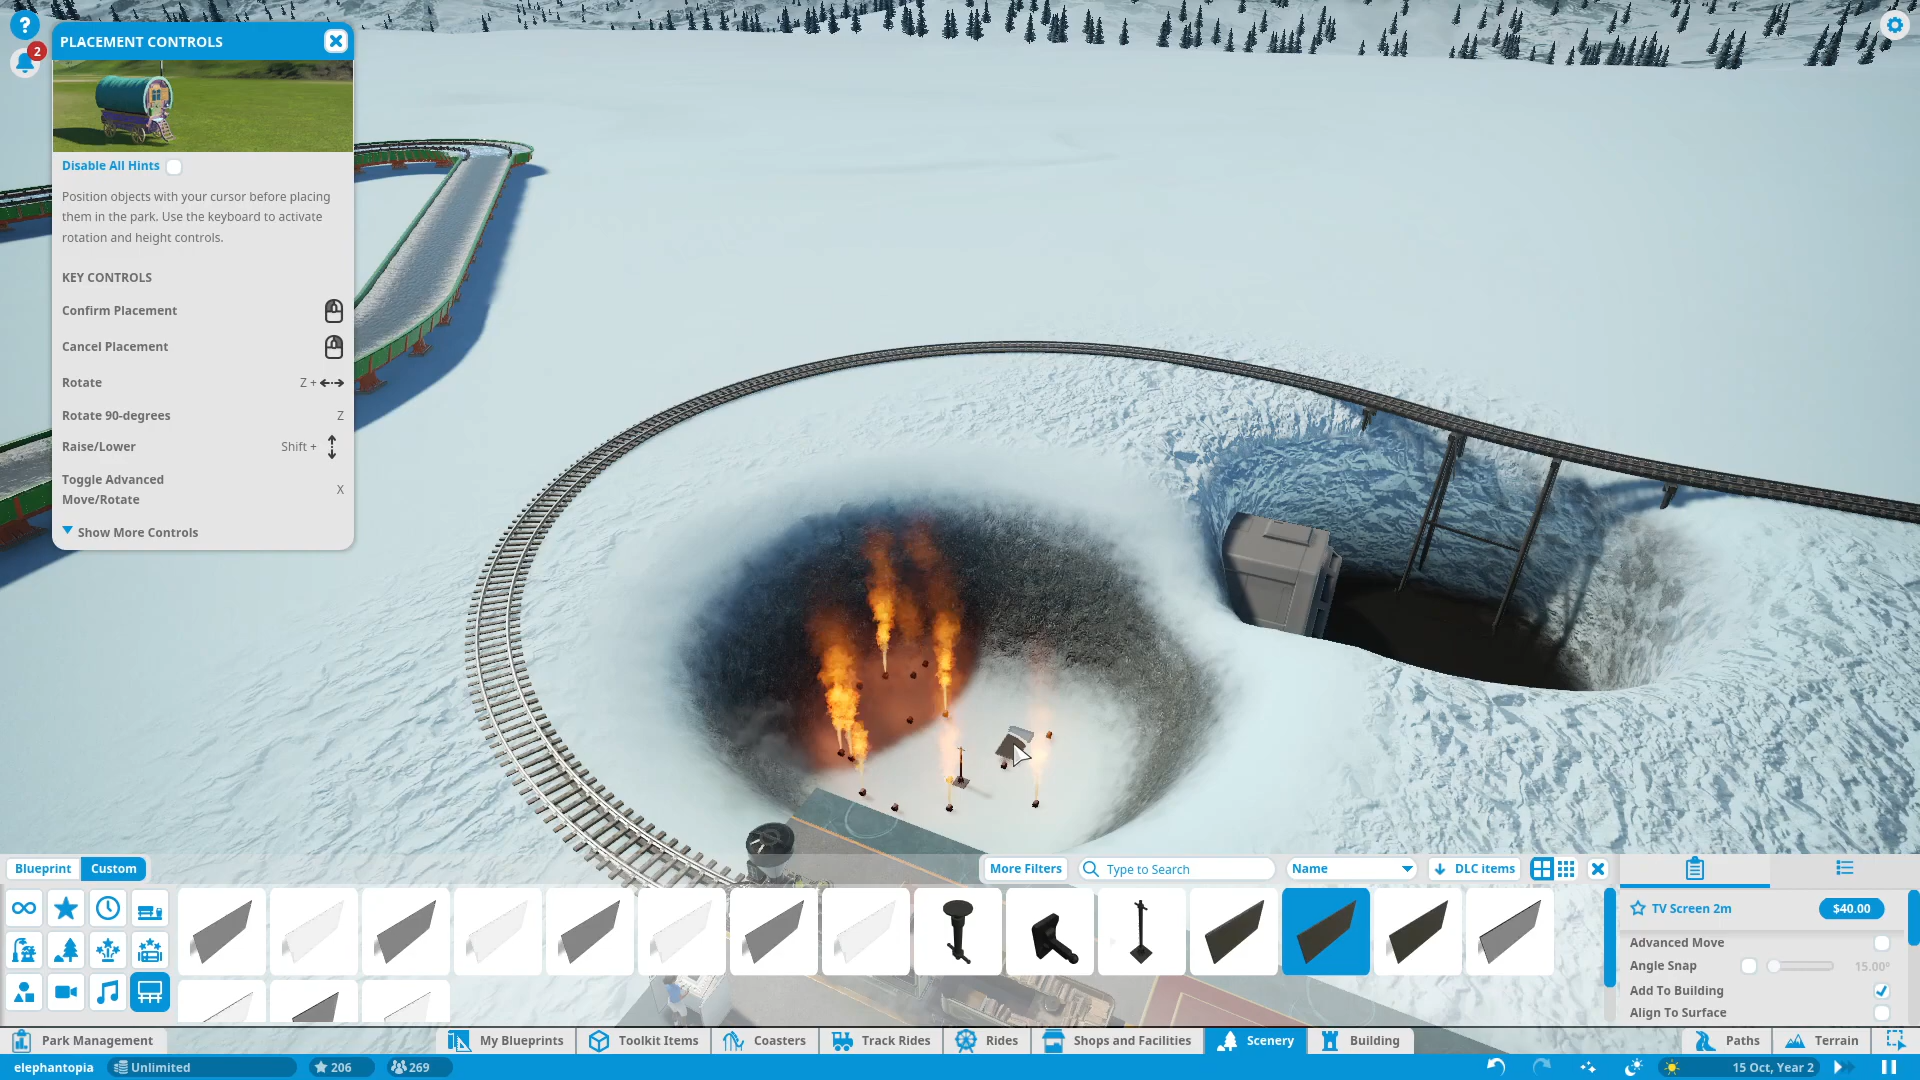 ?
2
PLACEMENT CONTROLS
Disable All Hints
Position objects with your cursor before placing
them in the park. Use the keyboard to activate
rotation and height controls.
KEY CONTROLS
Confirm Placement
Cancel Placement
Rotate Z +
Rotate 90-degrees Z
Raise/Lower Shift +
Toggle Advanced
Move/Rotate X
Show More Controls
Blueprint Custom
More Filters Type to Search Name DLC items
TV Screen 2m $40.00
Advanced Move
Angle Snap 15.00°
Add To Building
Align To Surface
Park Management My Blueprints Toolkit Items Coasters Track Rides Rides Shops and Facilities Scenery Building Paths Terrain
elephantopia Unlimited 206 269 15 Oct, Year 2